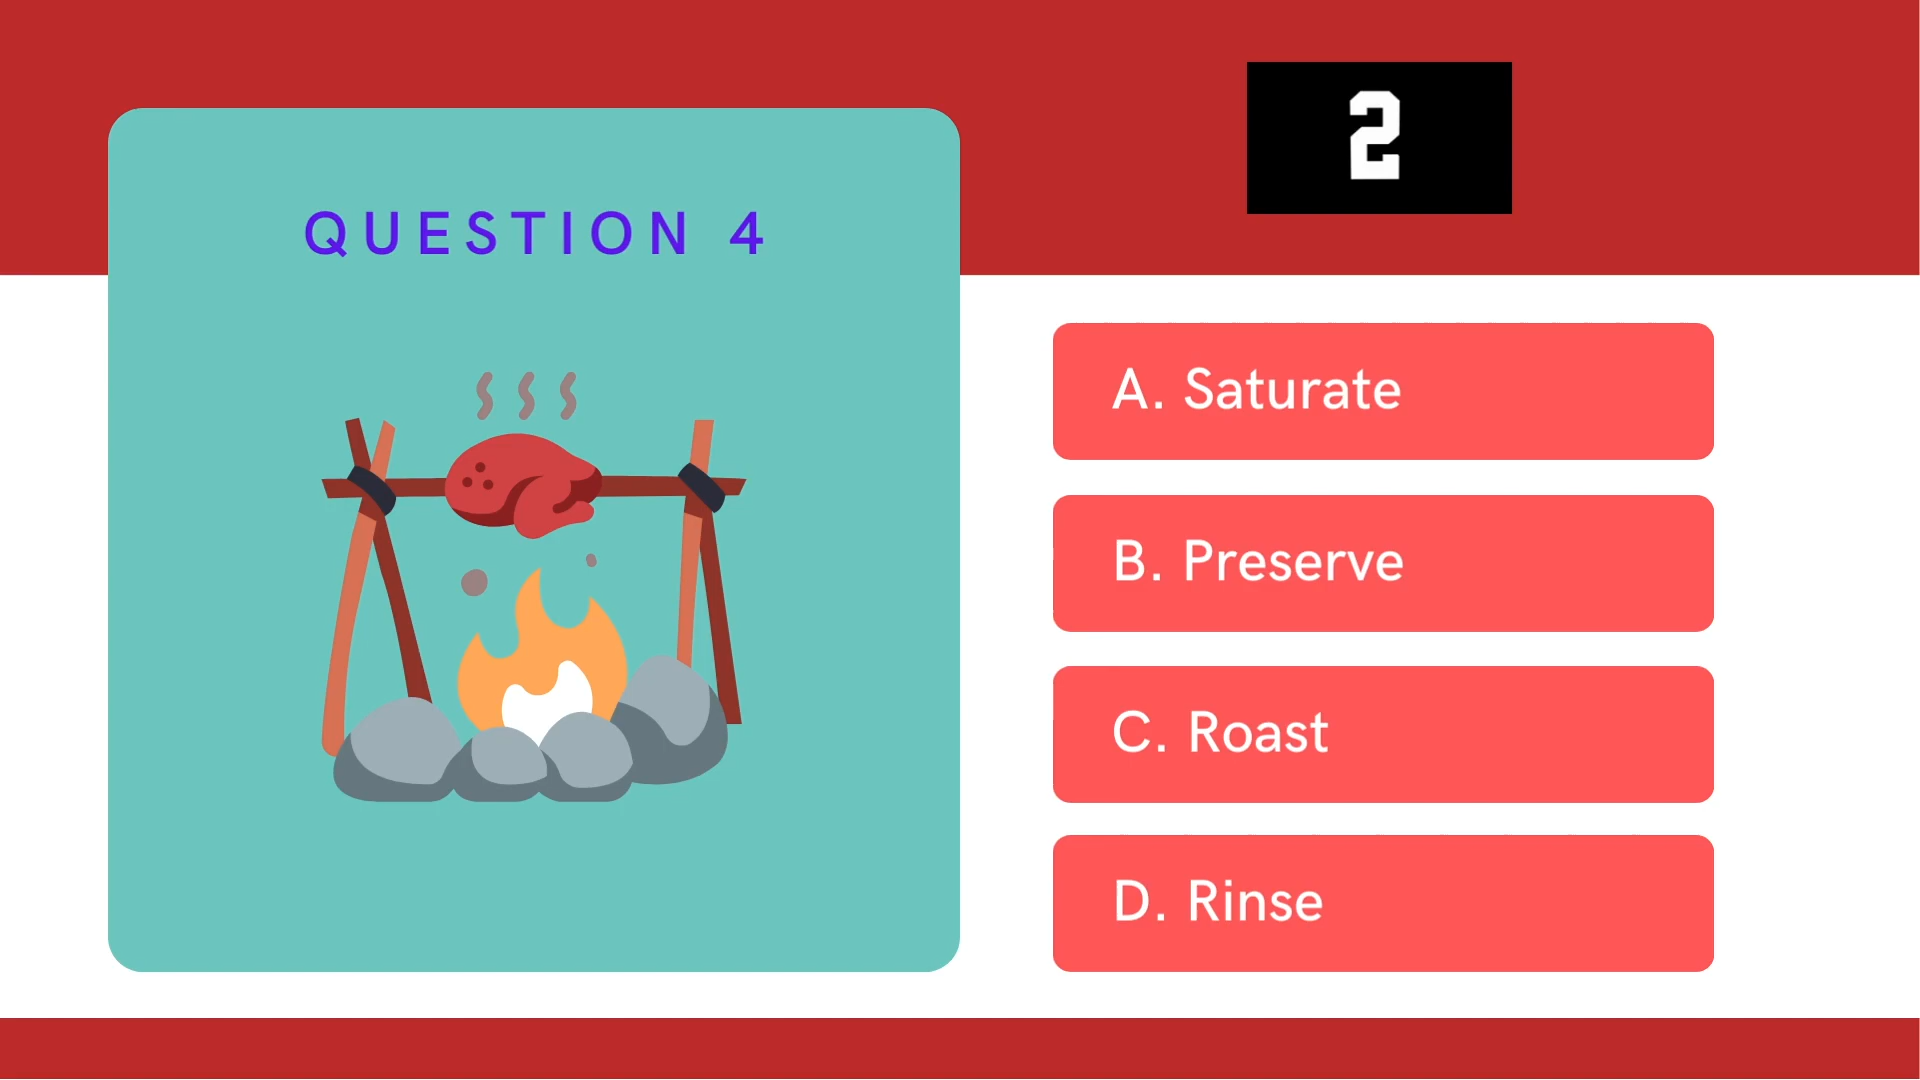 QUESTION 4
2
A. Saturate
B. Preserve
C. Roast
D. Rinse